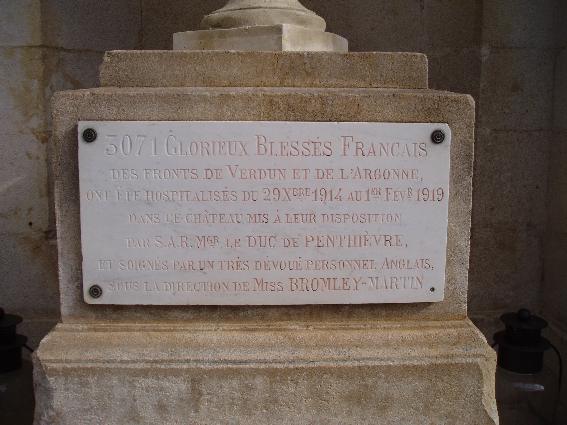 3071 GLORIEUX BLESSÉS FRANÇAIS
DES FRONTS DE VERDUN ET DE L'ARGONNE,
ONT ÉTÉ HOSPITALISÉS DU 29 XBRE 1914 AU 1ER FÉVR 1919
DANS CE CHÂTEAU MIS À LEUR DISPOSITION
PAR S.A.R. MGR LE DUC DE PENTHIÈVRE,
ET SOIGNÉS PAR UN TRÈS DÉVOUÉ PERSONNEL ANGLAIS,
SOUS LA DIRECTION DE MISS BROMLEY-MARTIN.